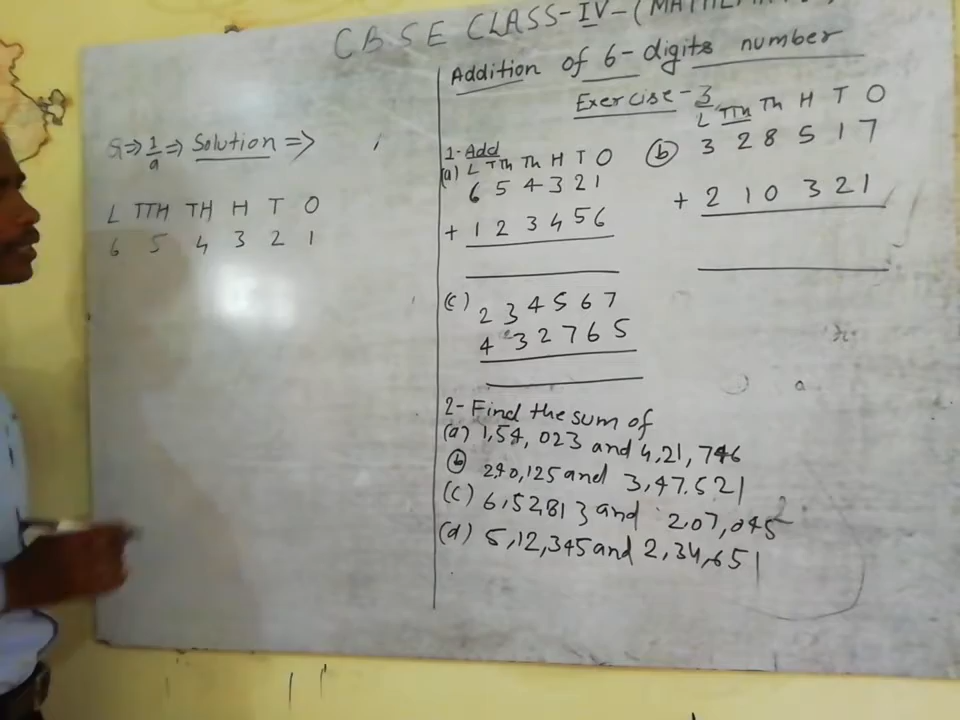 CBSE CLASS-IV-(MATHEMAT
Addition of 6-digits number
Exercise-3
Q⇒ 1/a ⇒ Solution =>
L TTH TH H T O
6 5 4 3 2 1
1-Add
(a) L TTh Th H T O
6 5 4 3 2 1
+ 1 2 3 4 5 6
L TTh Th H T O
(b) 3 2 8 5 1 7
+ 2 1 0 3 2 1
(c) 2 3 4 5 6 7
4 3 2 7 6 5
2-Find the sum of
(a) 1,54,023 and 4,21,746
(b) 240,125 and 3,47,521
(c) 6,52,813 and 2,07,045
(d) 5,12,345 and 2,34,651